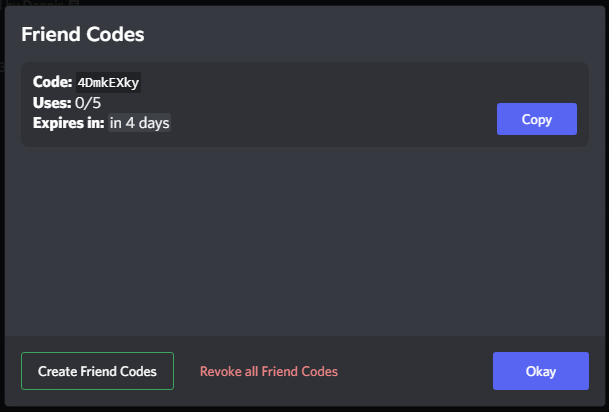 Friend Codes
Code: 4DmkEXky
Uses: 0/5
Expires in: in 4 days
Copy
Create Friend Codes
Revoke all Friend Codes
Okay